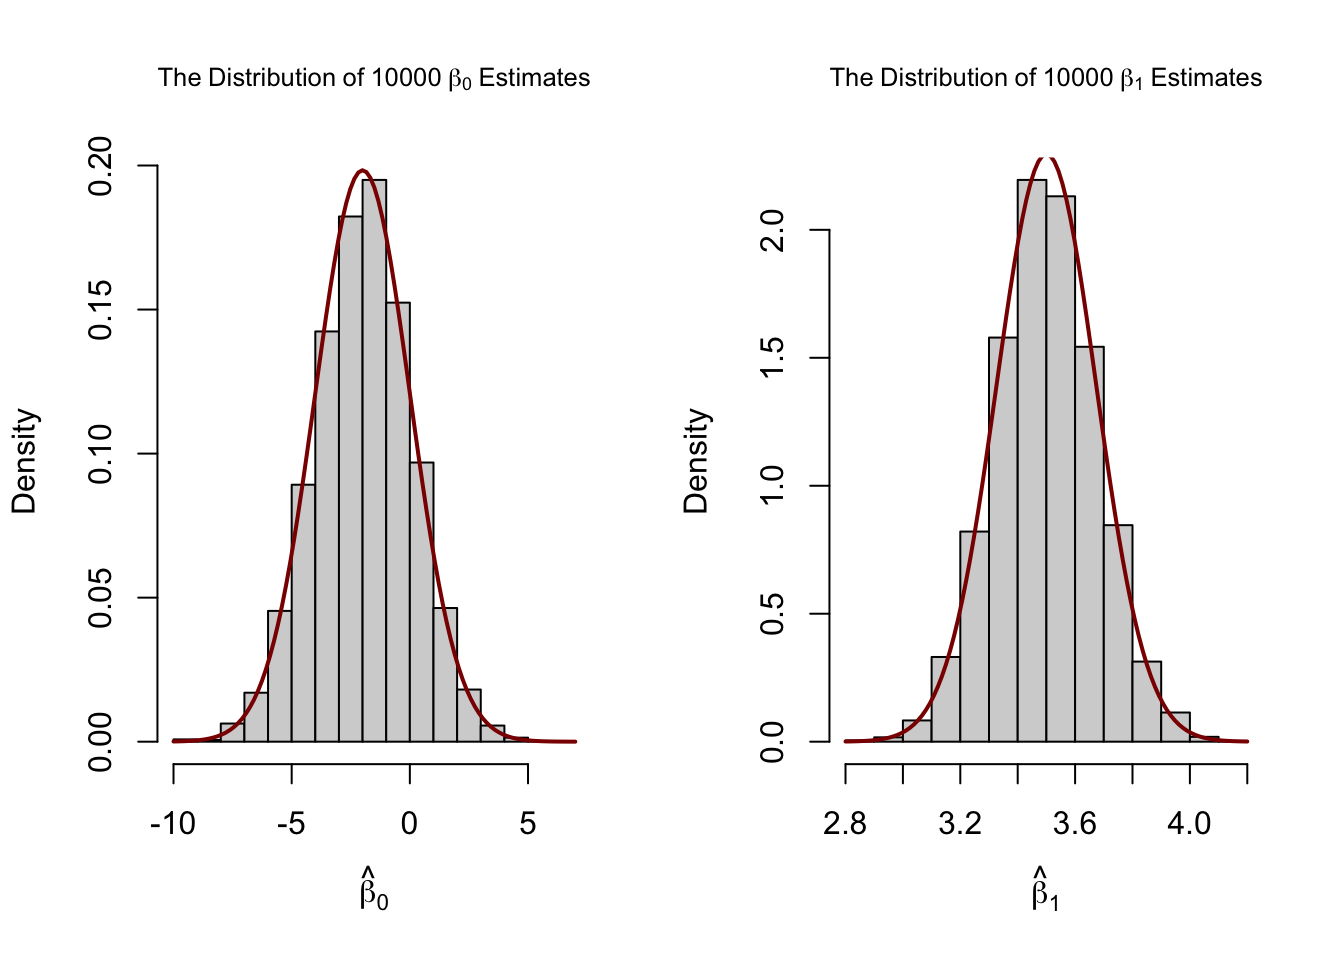 The Distribution of 10000 β₀ Estimates
Density
0.00 0.05 0.10 0.15 0.20
-10 -5 0 5
β̂₀
The Distribution of 10000 β₁ Estimates
Density
0.0 0.5 1.0 1.5 2.0
2.8 3.2 3.6 4.0
β̂₁